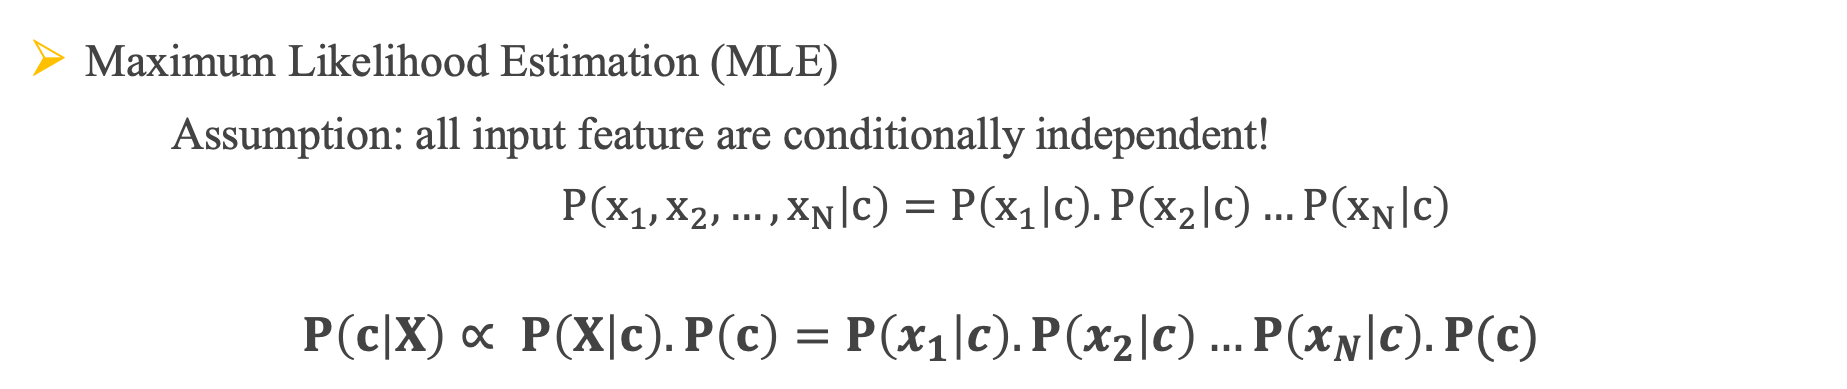 Maximum Likelihood Estimation (MLE)
Assumption: all input feature are conditionally independent!
P(x₁, x₂, … , x_N|c) = P(x₁|c). P(x₂|c) … P(x_N|c)
P(c|X) ∝ P(X|c). P(c) = P(x₁|c). P(x₂|c) … P(x_N|c). P(c)